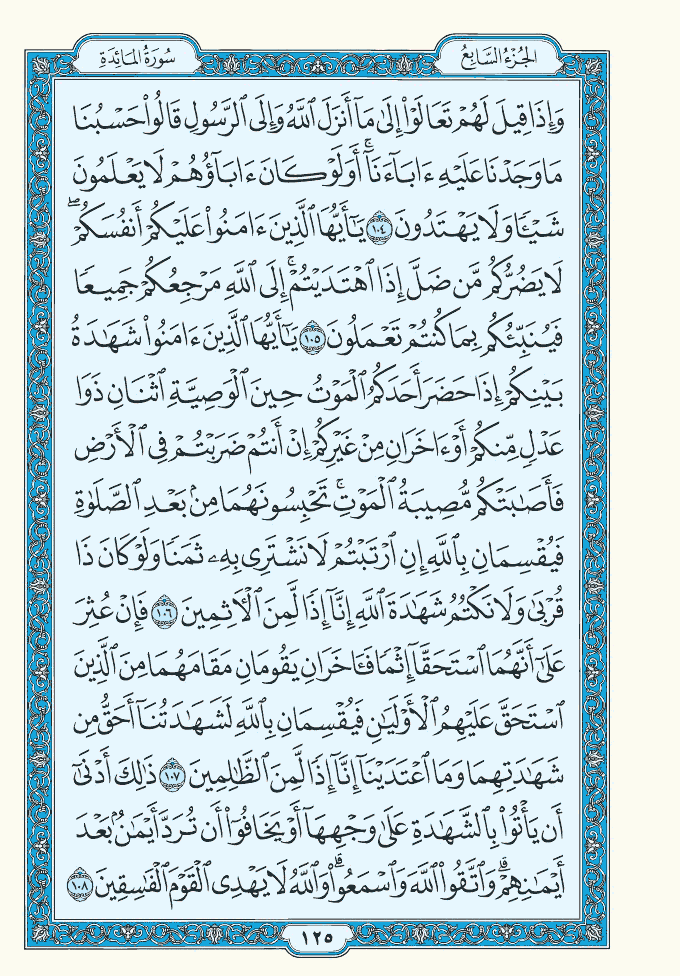 الجُزْءُ السَّابِعُ
سُورَةُ المَائِدَةِ
وَإِذَا قِيلَ لَهُمْ تَعَالَوْا۟ إِلَىٰ مَآ أَنزَلَ ٱللَّهُ وَإِلَى ٱلرَّسُولِ قَالُوا۟ حَسْبُنَا
مَا وَجَدْنَا عَلَيْهِ ءَابَآءَنَآ ۚ أَوَلَوْ كَانَ ءَابَآؤُهُمْ لَا يَعْلَمُونَ
شَيْـًٔا وَلَا يَهْتَدُونَ ١٠٤ يَـٰٓأَيُّهَا ٱلَّذِينَ ءَامَنُوا۟ عَلَيْكُمْ أَنفُسَكُمْ ۖ
لَا يَضُرُّكُم مَّن ضَلَّ إِذَا ٱهْتَدَيْتُمْ ۚ إِلَى ٱللَّهِ مَرْجِعُكُمْ جَمِيعًا
فَيُنَبِّئُكُم بِمَا كُنتُمْ تَعْمَلُونَ ١٠٥ يَـٰٓأَيُّهَا ٱلَّذِينَ ءَامَنُوا۟ شَهَـٰدَةُ
بَيْنِكُمْ إِذَا حَضَرَ أَحَدَكُمُ ٱلْمَوْتُ حِينَ ٱلْوَصِيَّةِ ٱثْنَانِ ذَوَا
عَدْلٍ مِّنكُمْ أَوْ ءَاخَرَانِ مِنْ غَيْرِكُمْ إِنْ أَنتُمْ ضَرَبْتُمْ فِى ٱلْأَرْضِ
فَأَصَـٰبَتْكُم مُّصِيبَةُ ٱلْمَوْتِ ۚ تَحْبِسُونَهُمَا مِنۢ بَعْدِ ٱلصَّلَوٰةِ
فَيُقْسِمَانِ بِٱللَّهِ إِنِ ٱرْتَبْتُمْ لَا نَشْتَرِى بِهِۦ ثَمَنًا وَلَوْ كَانَ ذَا
قُرْبَىٰ وَلَا نَكْتُمُ شَهَـٰدَةَ ٱللَّهِ إِنَّآ إِذًا لَّمِنَ ٱلْـَٔاثِمِينَ ١٠٦ فَإِنْ عُثِرَ
عَلَىٰٓ أَنَّهُمَا ٱسْتَحَقَّآ إِثْمًا فَـَٔاخَرَانِ يَقُومَانِ مَقَامَهُمَا مِنَ ٱلَّذِينَ
ٱسْتَحَقَّ عَلَيْهِمُ ٱلْأَوْلَيَـٰنِ فَيُقْسِمَانِ بِٱللَّهِ لَشَهَـٰدَتُنَآ أَحَقُّ مِن
شَهَـٰدَتِهِمَا وَمَا ٱعْتَدَيْنَآ إِنَّآ إِذًا لَّمِنَ ٱلظَّـٰلِمِينَ ١٠٧ ذَٰلِكَ أَدْنَىٰٓ
أَن يَأْتُوا۟ بِٱلشَّهَـٰدَةِ عَلَىٰ وَجْهِهَآ أَوْ يَخَافُوٓا۟ أَن تُرَدَّ أَيْمَـٰنٌۢ بَعْدَ
أَيْمَـٰنِهِمْ ۗ وَٱتَّقُوا۟ ٱللَّهَ وَٱسْمَعُوا۟ ۗ وَٱللَّهُ لَا يَهْدِى ٱلْقَوْمَ ٱلْفَـٰسِقِينَ ١٠٨
١٢٥